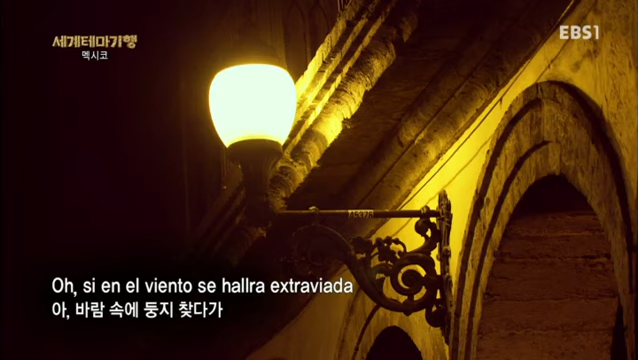 세계테마기행
멕시코
EBS1
Oh, si en el viento se hallra extraviada
아, 바람 속에 둥지 찾다가